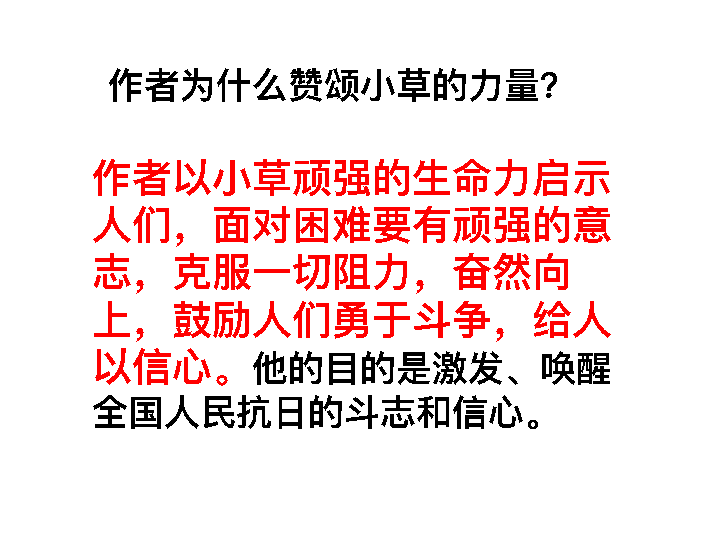 作者为什么赞颂小草的力量?
作者以小草顽强的生命力启示
人们，面对困难要有顽强的意
志，克服一切阻力，奋然向
上，鼓励人们勇于斗争，给人
以信心。他的目的是激发、唤醒
全国人民抗日的斗志和信心。